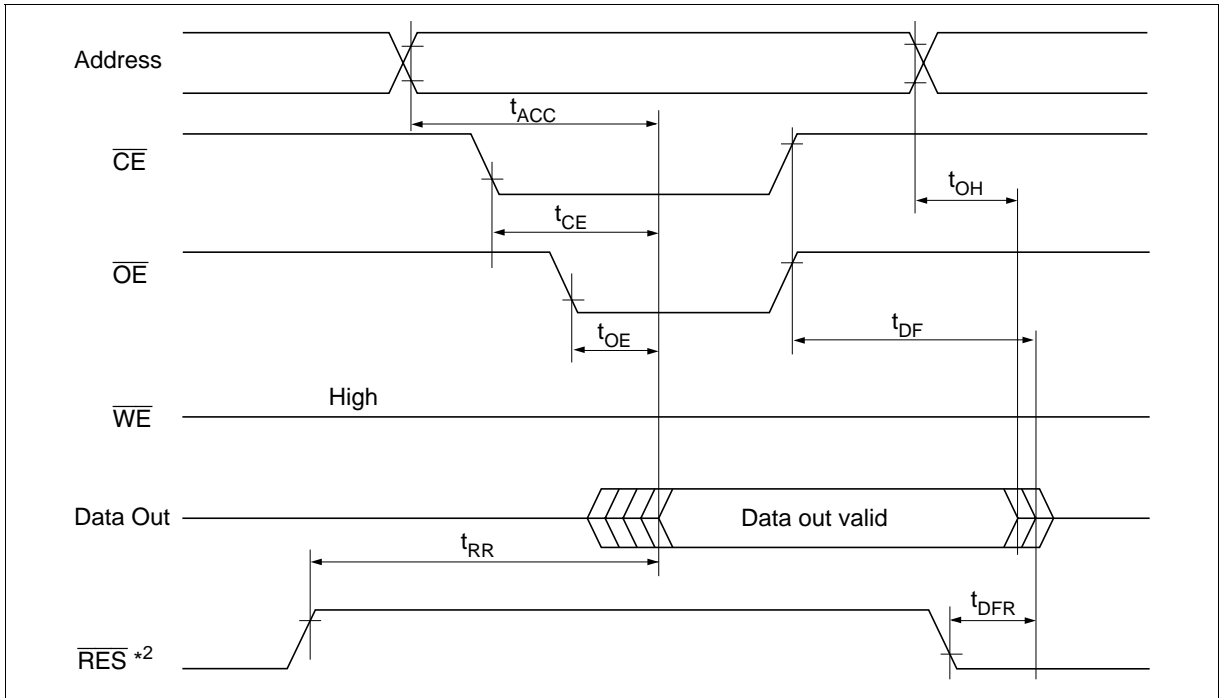 Address
tACC
CE
tOH
tCE
OE
tDF
tOE
High
WE
Data Out
Data out valid
tRR
tDFR
RES *2